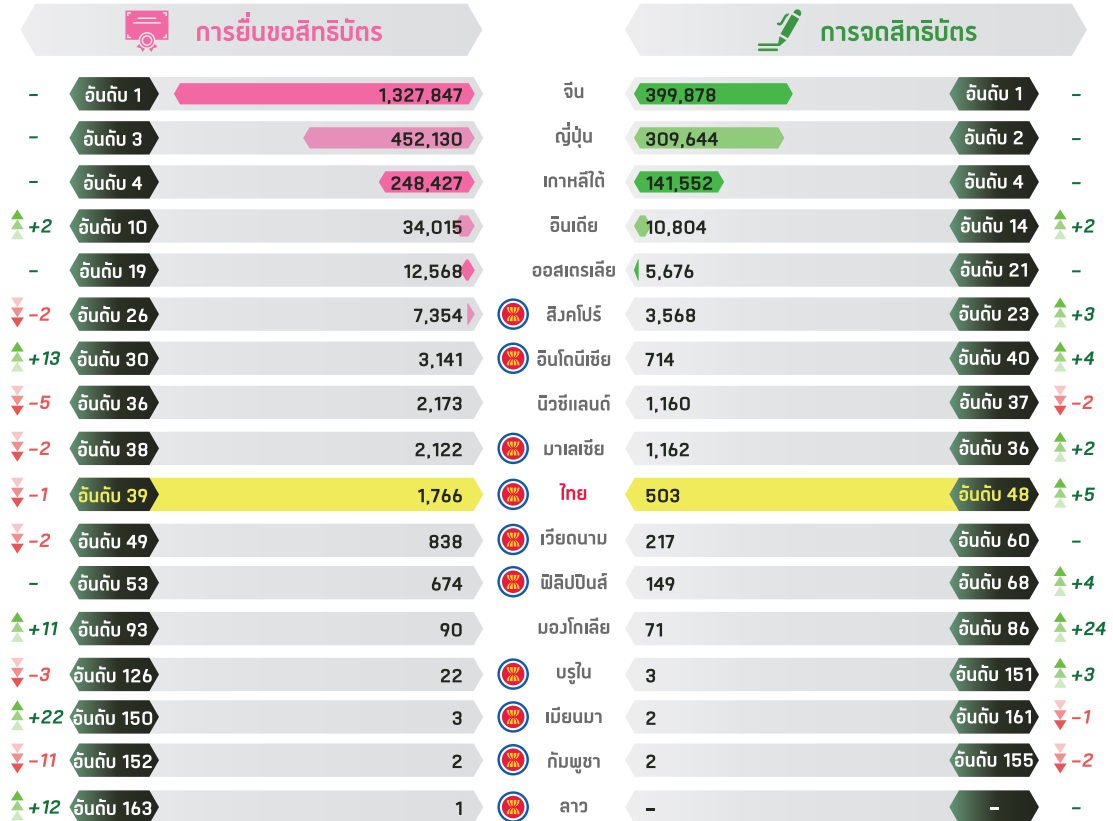 การยื่นขอสิทธิบัตร การจดสิทธิบัตร
- อันดับ 1 1,327,847 จีน 399,878 อันดับ 1 -
- อันดับ 3 452,130 ญี่ปุ่น 309,644 อันดับ 2 -
- อันดับ 4 248,427 เกาหลีใต้ 141,552 อันดับ 4 -
+2 อันดับ 10 34,015 อินเดีย 10,804 อันดับ 14 +2
- อันดับ 19 12,568 ออสเตรเลีย 5,676 อันดับ 21 -
-2 อันดับ 26 7,354 สิงคโปร์ 3,568 อันดับ 23 +3
+13 อันดับ 30 3,141 อินโดนีเซีย 714 อันดับ 40 +4
-5 อันดับ 36 2,173 นิวซีแลนด์ 1,160 อันดับ 37 -2
-2 อันดับ 38 2,122 มาเลเซีย 1,162 อันดับ 36 +2
-1 อันดับ 39 1,766 ไทย 503 อันดับ 48 +5
-2 อันดับ 49 838 เวียดนาม 217 อันดับ 60 -
- อันดับ 53 674 ฟิลิปปินส์ 149 อันดับ 68 +4
+11 อันดับ 93 90 มองโกเลีย 71 อันดับ 86 +24
-3 อันดับ 126 22 บรูไน 3 อันดับ 151 +3
+22 อันดับ 150 3 เมียนมา 2 อันดับ 161 -1
-11 อันดับ 152 2 กัมพูชา 2 อันดับ 155 -2
+12 อันดับ 163 1 ลาว - - -